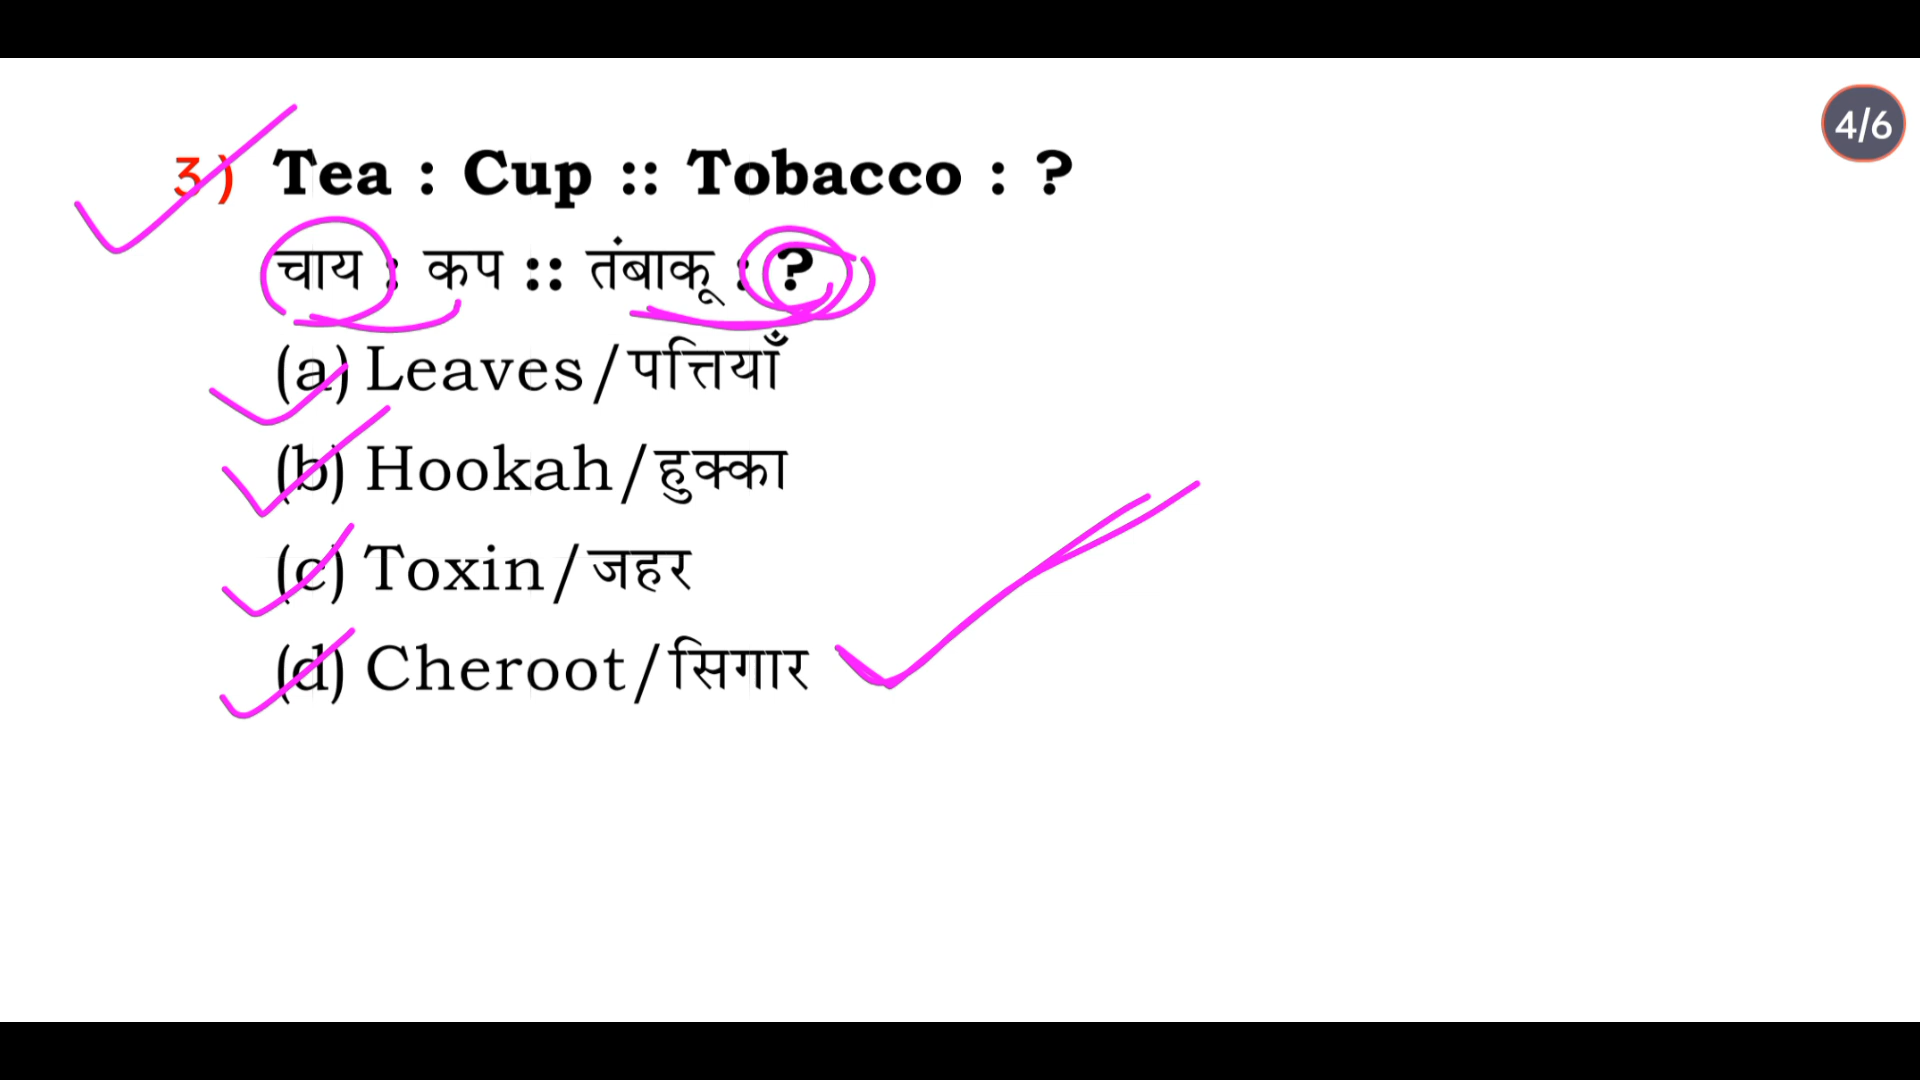 4/6
3) Tea : Cup :: Tobacco : ?
चाय : कप :: तंबाकू : ?
(a) Leaves/पत्तियाँ
(b) Hookah/हुक्का
(c) Toxin/जहर
(d) Cheroot/सिगार